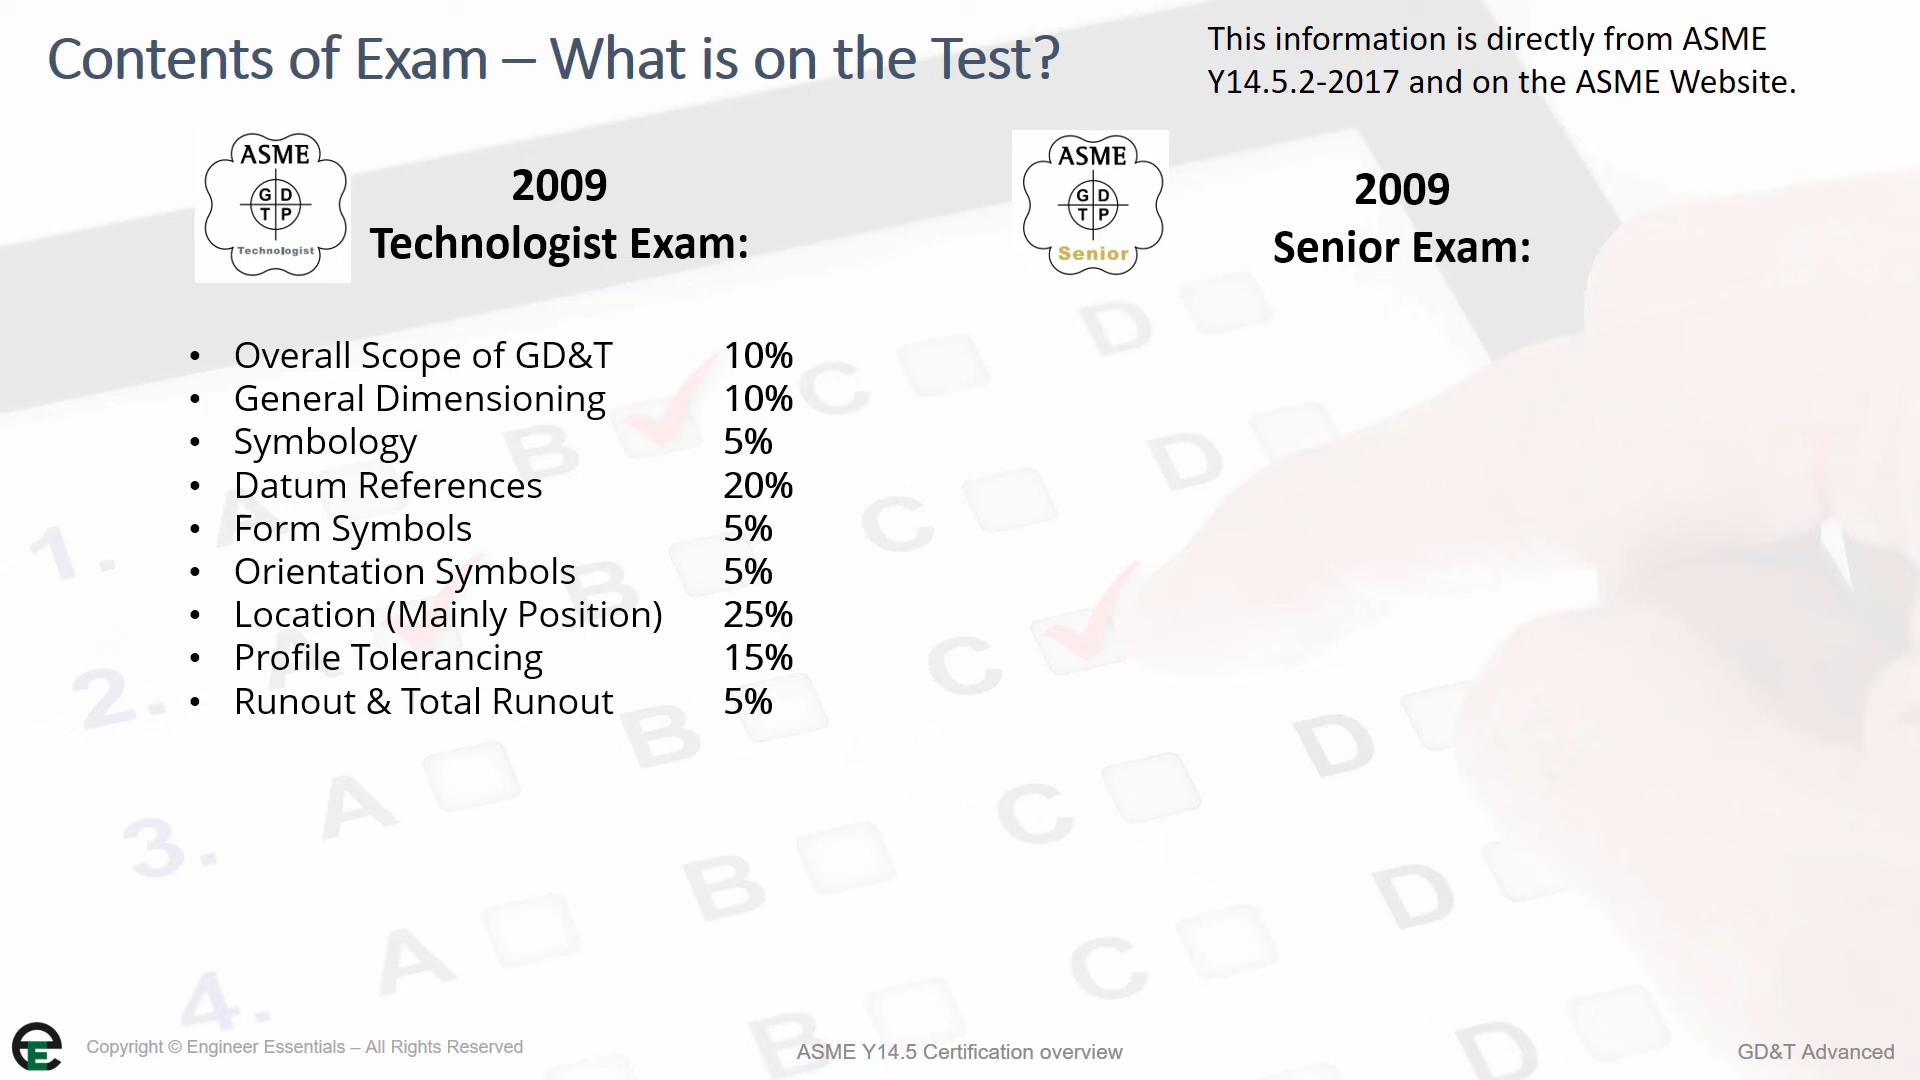 Contents of Exam – What is on the Test?
This information is directly from ASME
Y14.5.2-2017 and on the ASME Website.
ASME
G D
T P
Technologist
2009
Technologist Exam:
ASME
G D
T P
Senior
2009
Senior Exam:
• Overall Scope of GD&T 10%
• General Dimensioning 10%
• Symbology 5%
• Datum References 20%
• Form Symbols 5%
• Orientation Symbols 5%
• Location (Mainly Position) 25%
• Profile Tolerancing 15%
• Runout & Total Runout 5%
1. A B C D
2. A B C D
3. A B C D
4. A B C D
B D
E
Copyright © Engineer Essentials – All Rights Reserved
ASME Y14.5 Certification overview
GD&T Advanced